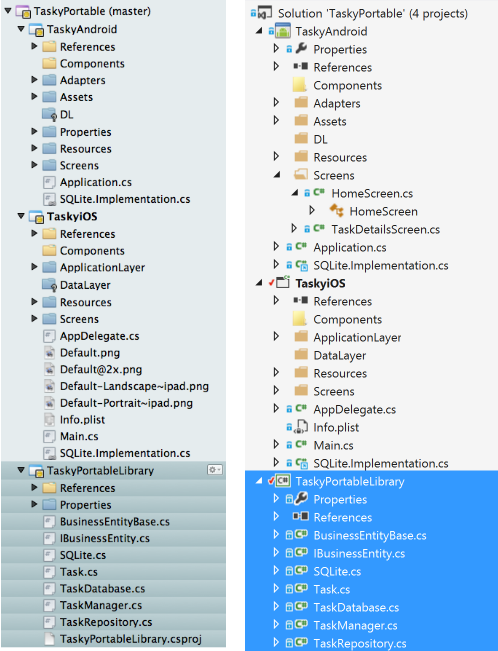 TaskyPortable (master)
TaskyAndroid
References
Components
Adapters
Assets
DL
Properties
Resources
Screens
Application.cs
SQLite.Implementation.cs
TaskyiOS
References
Components
ApplicationLayer
DataLayer
Resources
Screens
AppDelegate.cs
Default.png
Default@2x.png
Default-Landscape~ipad.png
Default-Portrait~ipad.png
Info.plist
Main.cs
SQLite.Implementation.cs
TaskyPortableLibrary
References
Properties
BusinessEntityBase.cs
IBusinessEntity.cs
SQLite.cs
Task.cs
TaskDatabase.cs
TaskManager.cs
TaskRepository.cs
TaskyPortableLibrary.csproj
Solution 'TaskyPortable' (4 projects)
TaskyAndroid
Properties
References
Components
Adapters
Assets
DL
Resources
Screens
C# HomeScreen.cs
HomeScreen
C# TaskDetailsScreen.cs
C# Application.cs
C# SQLite.Implementation.cs
TaskyiOS
References
Components
ApplicationLayer
DataLayer
Resources
Screens
C# AppDelegate.cs
Info.plist
C# Main.cs
C# SQLite.Implementation.cs
C# TaskyPortableLibrary
Properties
References
C# BusinessEntityBase.cs
C# IBusinessEntity.cs
C# SQLite.cs
C# Task.cs
C# TaskDatabase.cs
C# TaskManager.cs
C# TaskRepository.cs